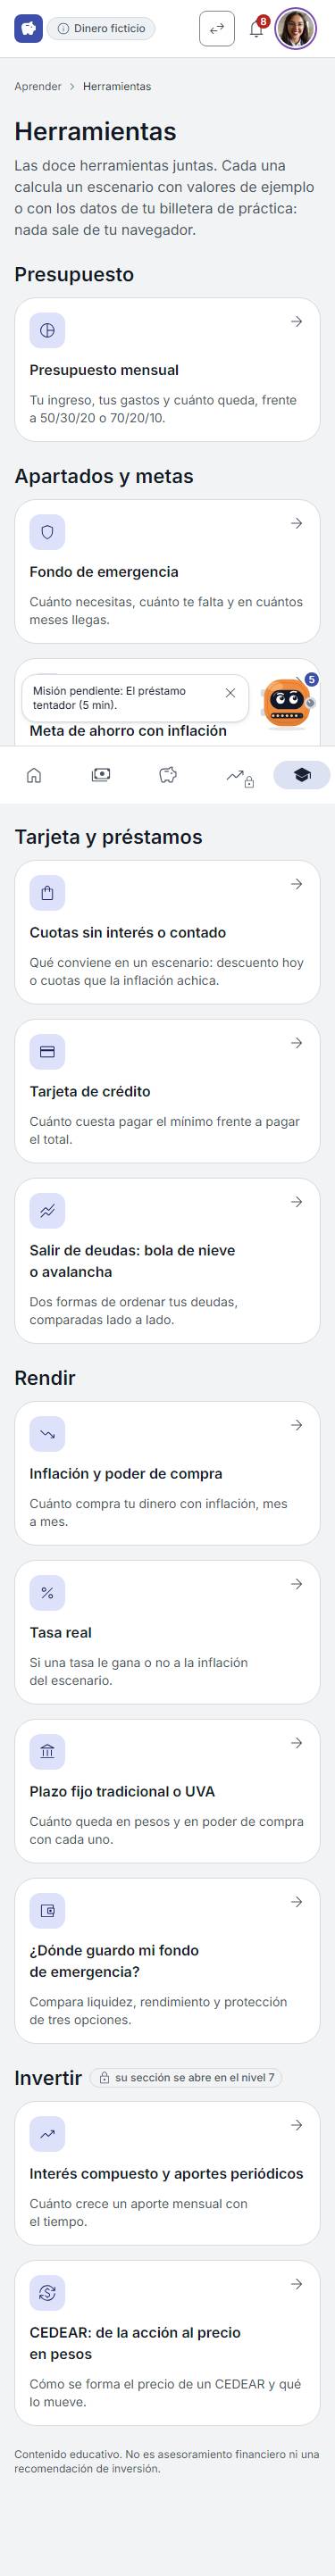 Dinero ficticio
8
Aprender > Herramientas
Herramientas
Las doce herramientas juntas. Cada una
calcula un escenario con valores de ejemplo
o con los datos de tu billetera de práctica:
nada sale de tu navegador.
Presupuesto
Presupuesto mensual
Tu ingreso, tus gastos y cuánto queda, frente
a 50/30/20 o 70/20/10.
Apartados y metas
Fondo de emergencia
Cuánto necesitas, cuánto te falta y en cuántos
meses llegas.
Misión pendiente: El préstamo
tentador (5 min).
5
Meta de ahorro con inflación
Tarjeta y préstamos
Cuotas sin interés o contado
Qué conviene en un escenario: descuento hoy
o cuotas que la inflación achica.
Tarjeta de crédito
Cuánto cuesta pagar el mínimo frente a pagar
el total.
Salir de deudas: bola de nieve
o avalancha
Dos formas de ordenar tus deudas,
comparadas lado a lado.
Rendir
Inflación y poder de compra
Cuánto compra tu dinero con inflación, mes
a mes.
Tasa real
Si una tasa le gana o no a la inflación
del escenario.
Plazo fijo tradicional o UVA
Cuánto queda en pesos y en poder de compra
con cada uno.
¿Dónde guardo mi fondo
de emergencia?
Compara liquidez, rendimiento y protección
de tres opciones.
Invertir su sección se abre en el nivel 7
Interés compuesto y aportes periódicos
Cuánto crece un aporte mensual con
el tiempo.
CEDEAR: de la acción al precio
en pesos
Cómo se forma el precio de un CEDEAR y qué
lo mueve.
Contenido educativo. No es asesoramiento financiero ni una
recomendación de inversión.